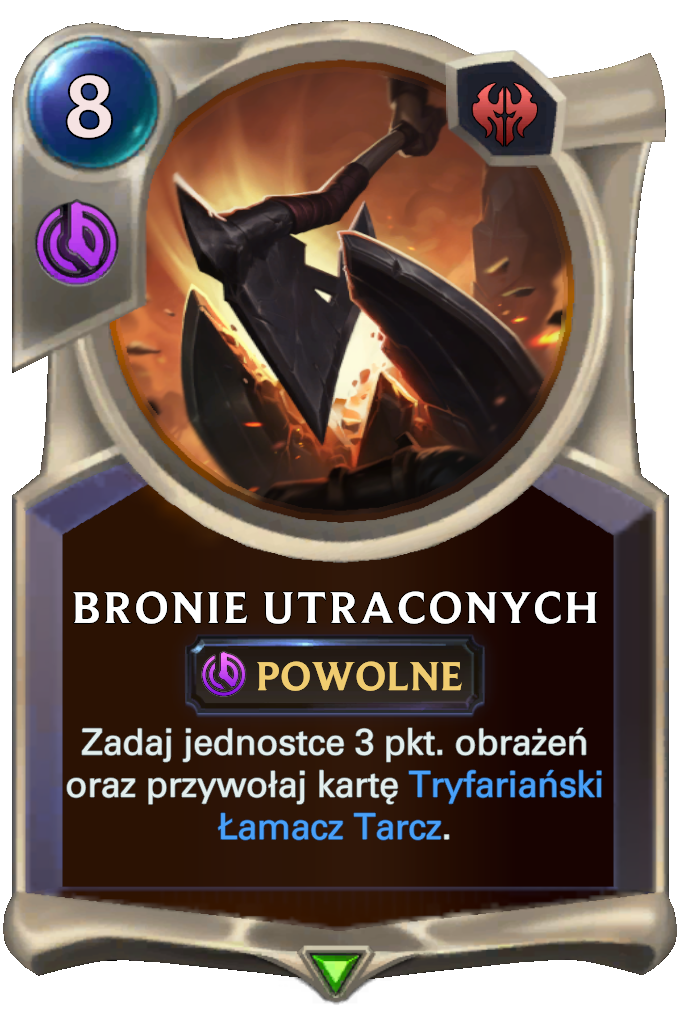 8
BRONIE UTRACONYCH
POWOLNE
Zadaj jednostce 3 pkt. obrażeń
oraz przywołaj kartę Tryfariański
Łamacz Tarcz.